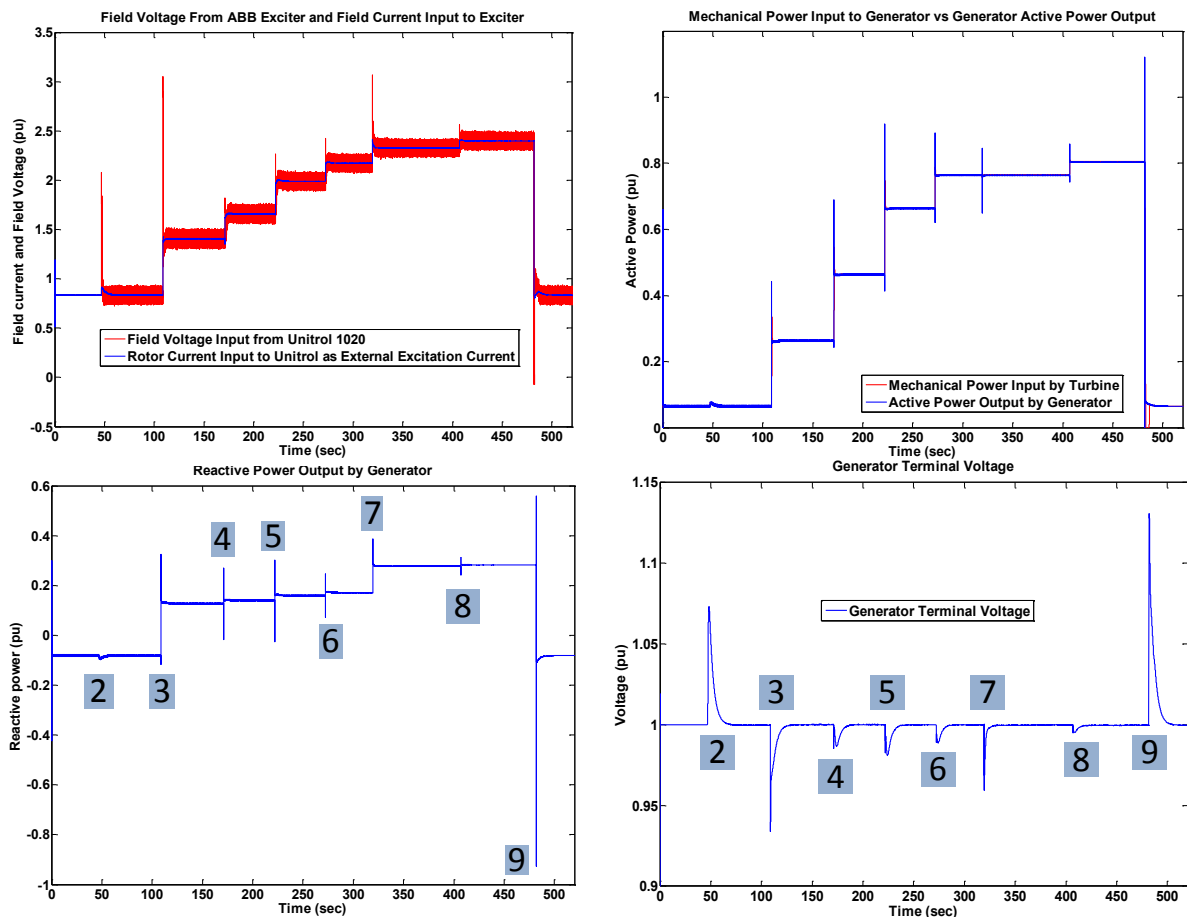 Field Voltage From ABB Exciter and Field Current Input to Exciter
3.5
3
2.5
2
1.5
1
0.5
0
-0.5
Field current and Field Voltage (pu)
Field Voltage Input from Unitrol 1020
Rotor Current Input to Unitrol as External Excitation Current
0 50 100 150 200 250 300 350 400 450 500
Time (sec)
Mechanical Power Input to Generator vs Generator Active Power Output
1
0.8
0.6
0.4
0.2
0
Active Power (pu)
Mechanical Power Input by Turbine
Active Power Output by Generator
0 50 100 150 200 250 300 350 400 450 500
Time (sec)
Reactive Power Output by Generator
0.6
0.4
0.2
0
-0.2
-0.4
-0.6
-0.8
-1
Reactive power (pu)
2
3
4
5
6
7
8
9
0 50 100 150 200 250 300 350 400 450 500
Time (sec)
Generator Terminal Voltage
1.15
1.1
1.05
1
0.95
0.9
Voltage (pu)
Generator Terminal Voltage
2
3
4
5
6
7
8
9
0 50 100 150 200 250 300 350 400 450 500
Time (sec)